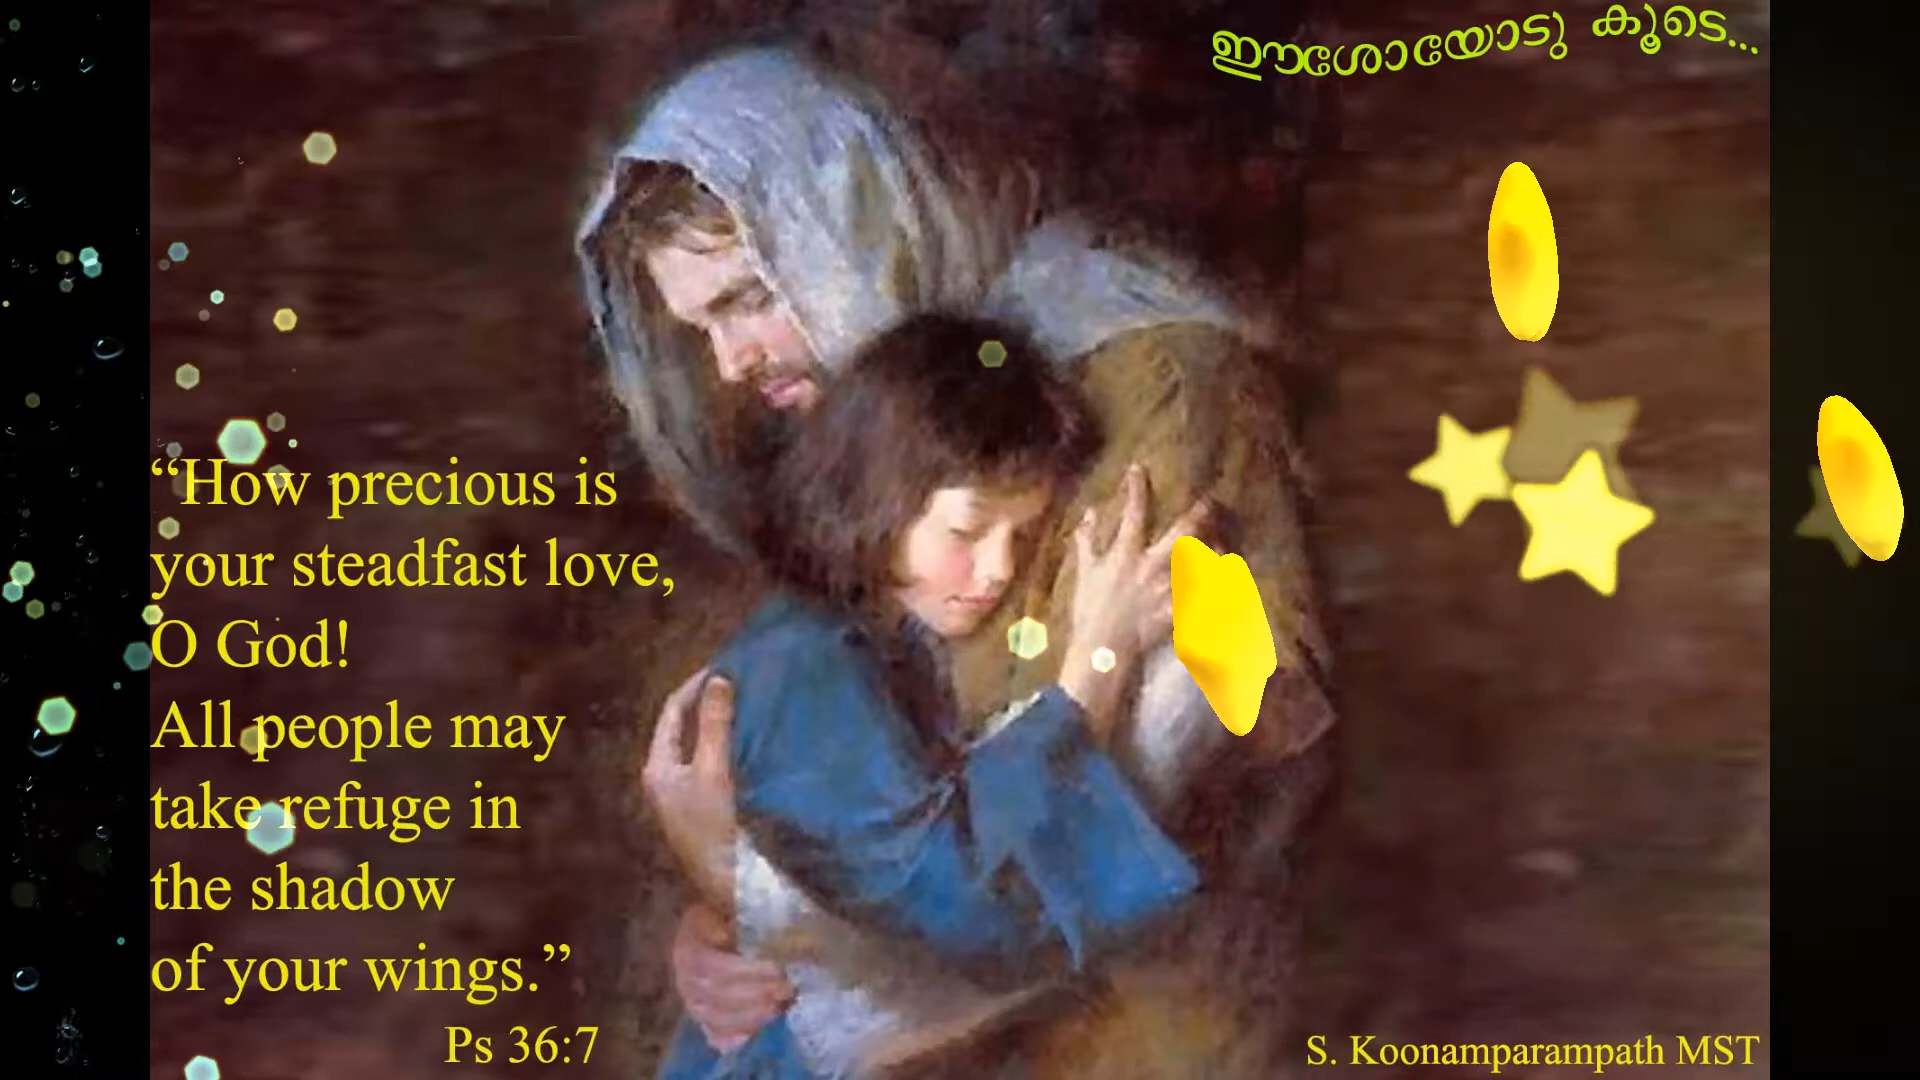 ഈശോയോടു കൂടെ...
“How precious is
your steadfast love,
O God!
All people may
take refuge in
the shadow
of your wings.”
Ps 36:7
S. Koonamparampath MST